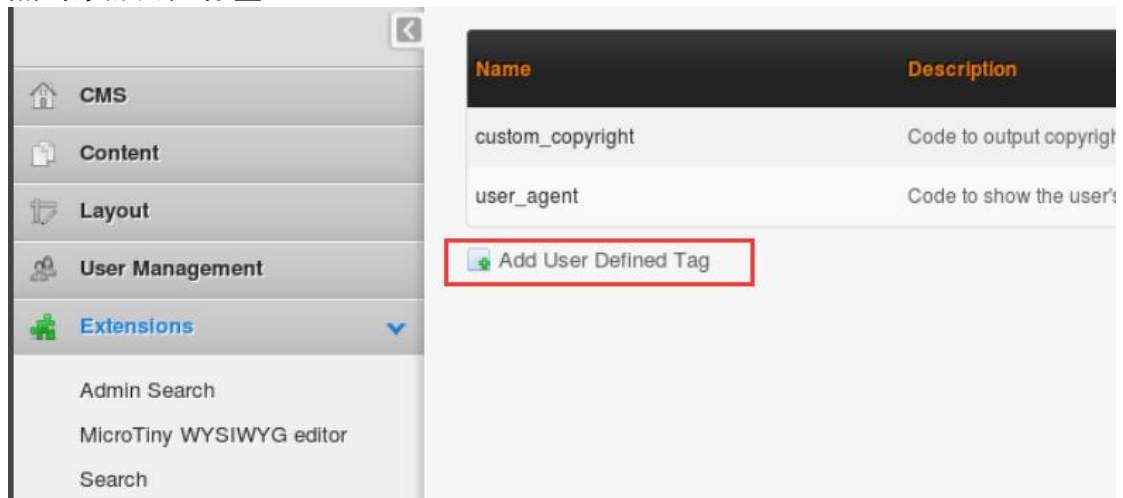 Name Description
CMS
custom_copyright Code to output copyrigh
Content
user_agent Code to show the user's
Layout
Add User Defined Tag
User Management
Extensions
Admin Search
MicroTiny WYSIWYG editor
Search